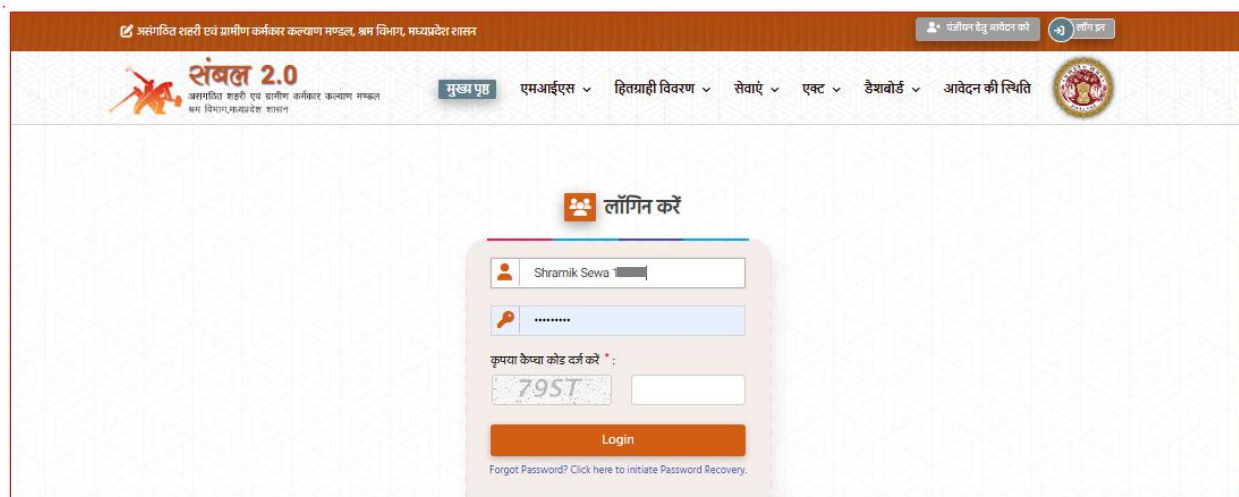 असंगठित शहरी एवं ग्रामीण कर्मकार कल्याण मण्डल, श्रम विभाग, मध्यप्रदेश शासन
पंजीयन हेतु आवेदन करे
लॉग इन
संबल 2.0
असंगठित शहरी एवं ग्रामीण कर्मकार कल्याण मण्डल
श्रम विभाग,मध्यप्रदेश शासन
मुख्य पृष्ठ एमआईएस हितग्राही विवरण सेवाएं एक्ट डैशबोर्ड आवेदन की स्थिति
लॉगिन करें
Shramik Sewa 1
कृपया कैप्चा कोड दर्ज करें * :
795T
Login
Forgot Password? Click here to initiate Password Recovery.